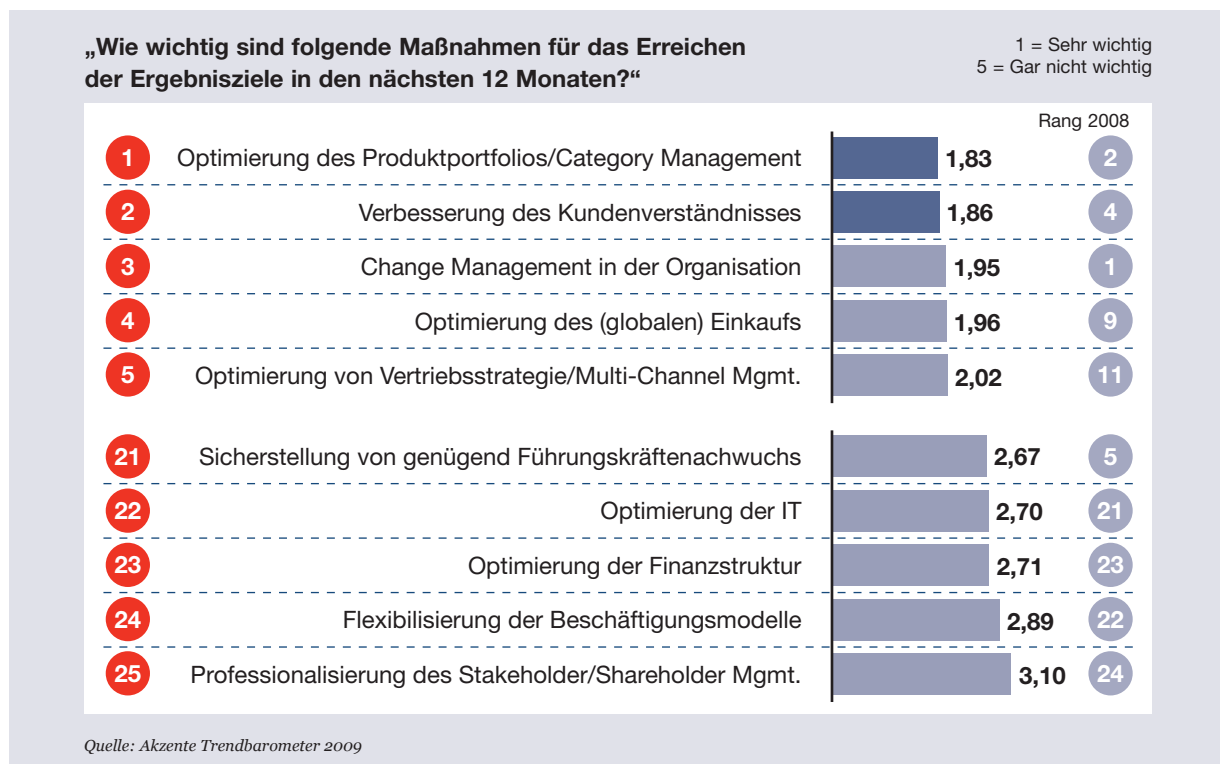 „Wie wichtig sind folgende Maßnahmen für das Erreichen
der Ergebnisziele in den nächsten 12 Monaten?“
1 = Sehr wichtig
5 = Gar nicht wichtig
Rang 2008
1 Optimierung des Produktportfolios/Category Management 1,83 2
2 Verbesserung des Kundenverständnisses 1,86 4
3 Change Management in der Organisation 1,95 1
4 Optimierung des (globalen) Einkaufs 1,96 9
5 Optimierung von Vertriebsstrategie/Multi-Channel Mgmt. 2,02 11
21 Sicherstellung von genügend Führungskräftenachwuchs 2,67 5
22 Optimierung der IT 2,70 21
23 Optimierung der Finanzstruktur 2,71 23
24 Flexibilisierung der Beschäftigungsmodelle 2,89 22
25 Professionalisierung des Stakeholder/Shareholder Mgmt. 3,10 24
Quelle: Akzente Trendbarometer 2009